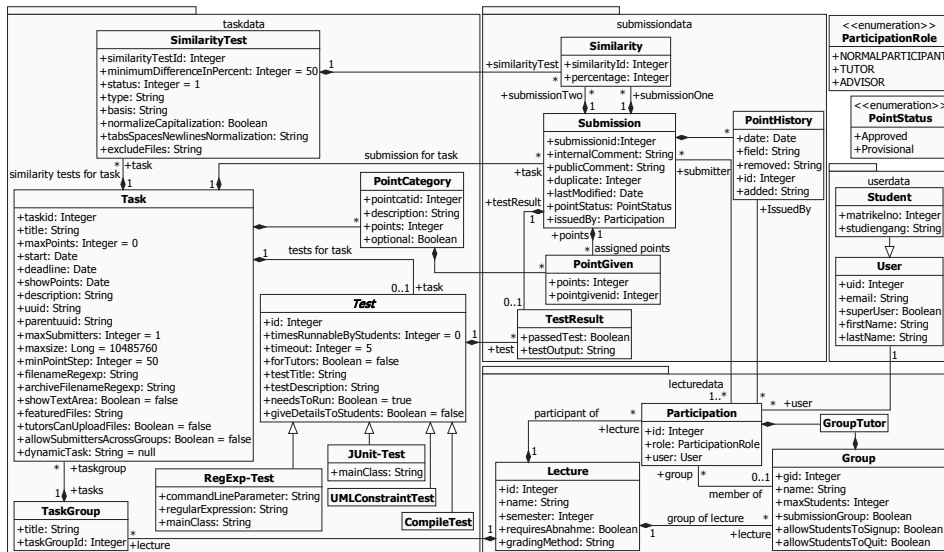 taskdata
SimilarityTest
+similarityTestId: Integer
+minimumDifferenceInPercent: Integer = 50
+status: Integer = 1
+type: String
+basis: String
+normalizeCapitalization: Boolean
+tabsSpacesNewlinesNormalization: String
+excludeFiles: String
1
+similarityTest
*
* +task
similarity tests for task
1
submission for task
*
+task
1
Task
+taskid: Integer
+title: String
+maxPoints: Integer = 0
+start: Date
+deadline: Date
+showPoints: Date
+description: String
+uuid: String
+parentuuid: String
+maxSubmitters: Integer = 1
+maxsize: Long = 10485760
+minPointStep: Integer = 50
+filenameRegexp: String
+archiveFilenameRegexp: String
+showTextArea: Boolean = false
+featuredFiles: String
+tutorsCanUploadFiles: Boolean = false
+allowSubmittersAcrossGroups: Boolean = false
+dynamicTask: String = null
PointCategory
+pointcatid: Integer
+description: String
+points: Integer
+optional: Boolean
*
*
1
tests for task
0..1
+task
Test
+id: Integer
+timesRunnableByStudents: Integer = 0
+timeout: Integer = 5
+forTutors: Boolean = false
+testTitle: String
+testDescription: String
+needsToRun: Boolean = true
+giveDetailsToStudents: Boolean = false
1
*
+test
RegExp-Test
+commandLineParameter: String
+regularExpression: String
+mainClass: String
JUnit-Test
+mainClass: String
UMLConstraintTest
CompileTest
*
+taskgroup
1
+tasks
TaskGroup
+title: String
+taskGroupId: Integer
*
+lecture
1
submissiondata
Similarity
+similarityId: Integer
+percentage: Integer
*
+submissionTwo
1
*
+submissionOne
1
Submission
+submissionid:Integer
+internalComment: String
+publicComment: String
+duplicate: Integer
+lastModified: Date
+pointStatus: PointStatus
+issuedBy: Participation
*
*
+submitter
+testResult
1
+points
1
*
assigned points
PointGiven
+points: Integer
+pointgivenid: Integer
0..1
TestResult
+passedTest: Boolean
+testOutput: String
PointHistory
+date: Date
+field: String
+removed: String
+id: Integer
+added: String
+IssuedBy
<<enumeration>>
ParticipationRole
+NORMALPARTICIPANT
+TUTOR
+ADVISOR
<<enumeration>>
PointStatus
+Approved
+Provisional
userdata
Student
+matrikelno: Integer
+studiengang: String
User
+uid: Integer
+email: String
+superUser: Boolean
+firstName: String
+lastName: String
1
*
+user
lecturedata
1..*
*
participant of
*
+lecture
1
Participation
+id: Integer
+role: ParticipationRole
+user: User
+group
*
0..1
member of
GroupTutor
Lecture
+id: Integer
+name: String
+semester: Integer
+requiresAbnahme: Boolean
+gradingMethod: String
group of lecture
*
1
+lecture
Group
+gid: Integer
+name: String
+maxStudents: Integer
+submissionGroup: Boolean
+allowStudentsToSignup: Boolean
+allowStudentsToQuit: Boolean